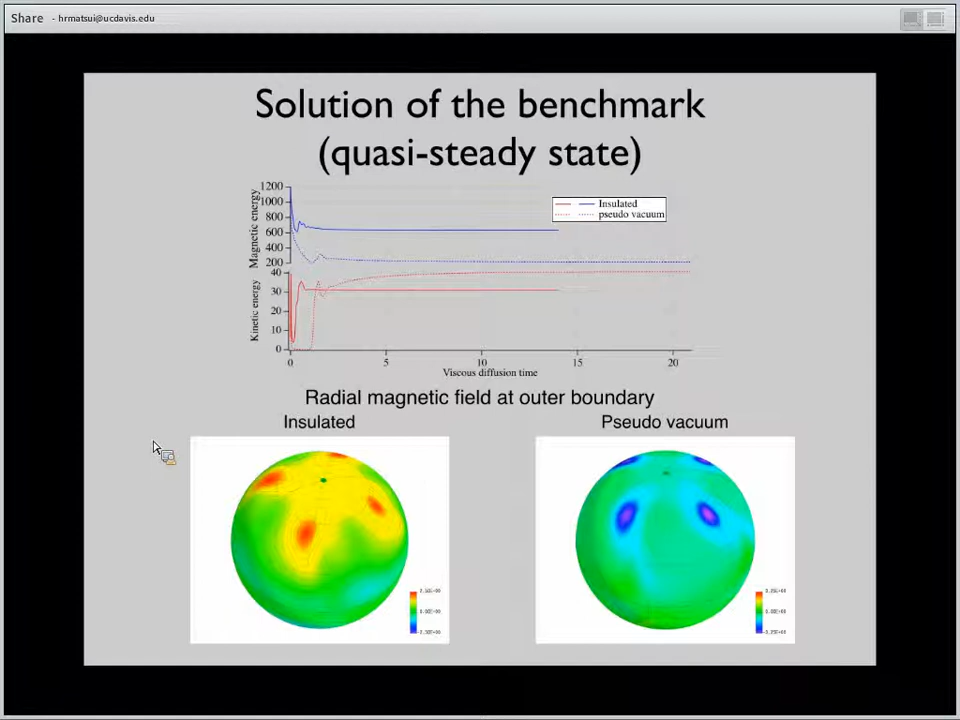 Share - hrmatsui@ucdavis.edu
Solution of the benchmark
(quasi-steady state)
1200
1000
800
600
400
200
Magnetic energy
Insulated
pseudo vacuum
40
30
20
10
0
Kinetic energy
0 5 10 15 20
Viscous diffusion time
Radial magnetic field at outer boundary
Insulated Pseudo vacuum